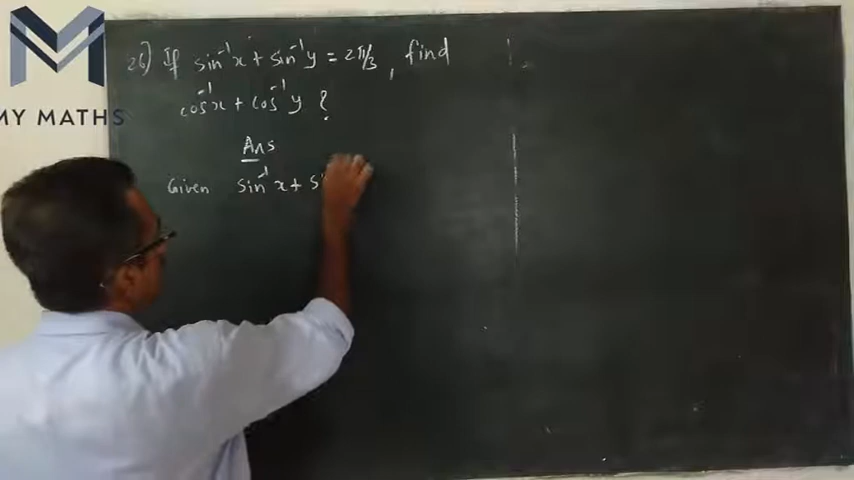 MY MATHS
26) If sin⁻¹x + sin⁻¹y = 2π/3, find
cos⁻¹x + cos⁻¹y ?
Ans
Given sin⁻¹x + s